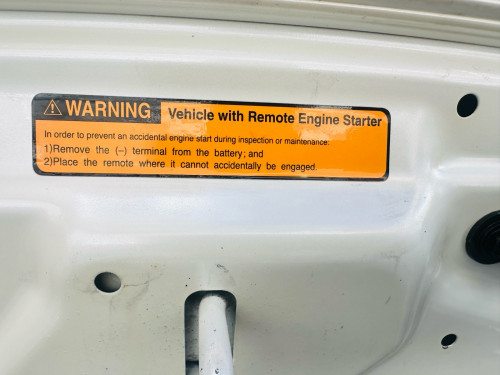 WARNING Vehicle with Remote Engine Starter
In order to prevent an accidental engine start during inspection or maintenance:
1)Remove the (–) terminal from the battery; and
2)Place the remote where it cannot accidentally be engaged.